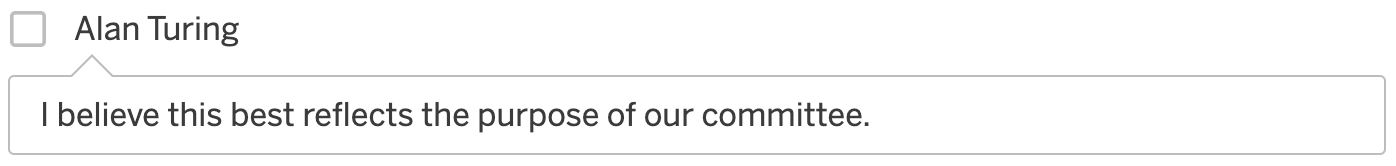 Alan Turing
I believe this best reflects the purpose of our committee.